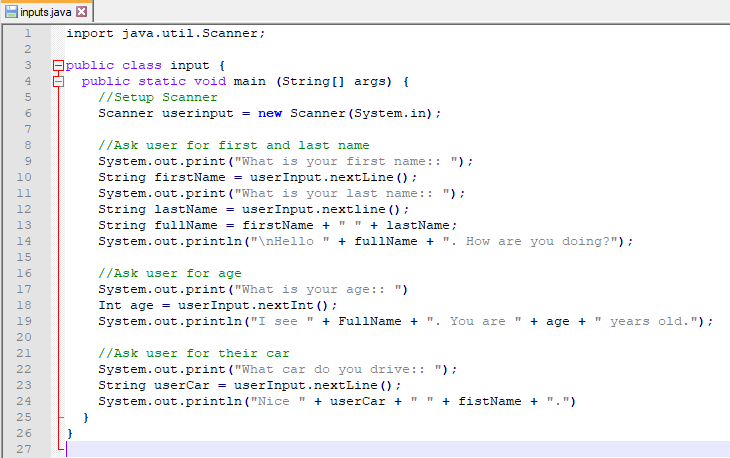 inputs.java
1 inport java.util.Scanner;
2
3 public class input {
4 public static void main (String[] args) {
5 //Setup Scanner
6 Scanner userinput = new Scanner(System.in);
7
8 //Ask user for first and last name
9 System.out.print("What is your first name:: ");
10 String firstName = userInput.nextLine();
11 System.out.print("What is your last name:: ");
12 String lastName = userInput.nextline();
13 String fullName = firstName + " " + lastName;
14 System.out.println("\nHello " + fullName + ". How are you doing?");
15
16 //Ask user for age
17 System.out.print("What is your age:: ")
18 Int age = userInput.nextInt();
19 System.out.println("I see " + FullName + ". You are " + age + " years old.");
20
21 //Ask user for their car
22 System.out.print("What car do you drive:: ");
23 String userCar = userInput.nextLine();
24 System.out.println("Nice " + userCar + " " + fistName + ".")
25 }
26 }
27